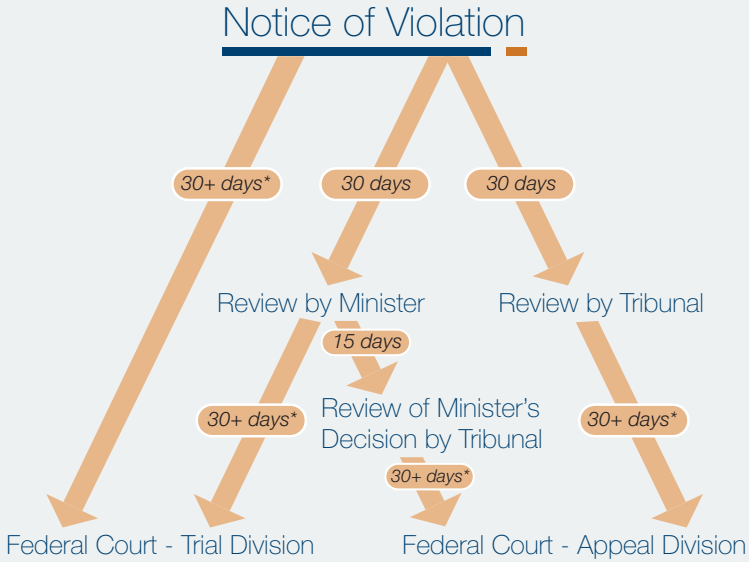 Notice of Violation
30+ days*
30 days
30 days
Review by Minister
Review by Tribunal
15 days
30+ days*
Review of Minister's
Decision by Tribunal
30+ days*
30+ days*
Federal Court - Trial Division
Federal Court - Appeal Division